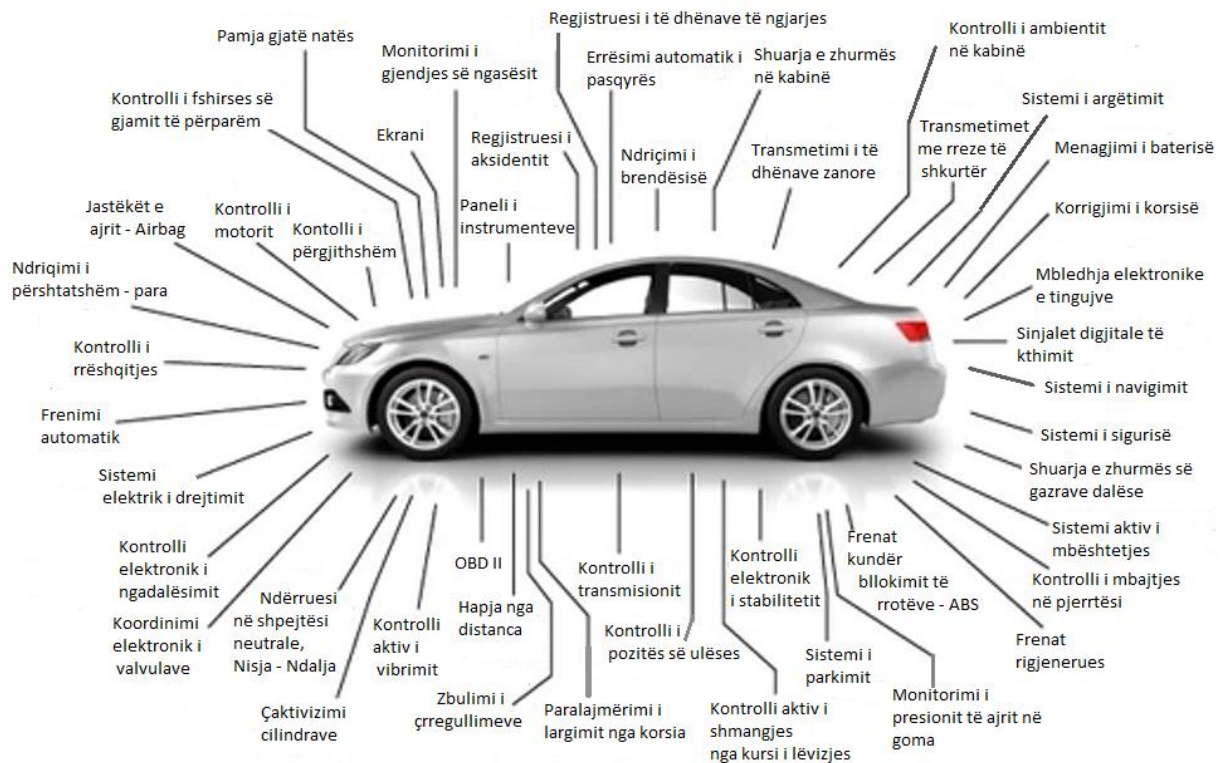 Regjistruesi i të dhënave të ngjarjes
Pamja gjatë natës
Monitorimi i
gjendjes së ngasësit
Errësimi automatik i
pasqyrës
Shuarja e zhurmës
në kabinë
Kontrolli i ambientit
në kabinë
Kontrolli i fshirses së
gjamit të përparëm
Ekrani
Regjistruesi i
aksidentit
Ndriçimi i
brendësisë
Transmetimi i të
dhënave zanore
Transmetimet
me rreze të
shkurtër
Sistemi i argëtimit
Menagjimi i baterisë
Jastëkët e
ajrit - Airbag
Kontrolli i
motorit
Kontolli i
përgjithshëm
Paneli i
instrumenteve
Korrigjimi i korsisë
Ndriqimi i
përshtatshëm - para
Mbledhja elektronike
e tingujve
Kontrolli i
rrëshqitjes
Sinjalet digjitale të
kthimit
Sistemi i navigimit
Frenimi
automatik
Sistemi i sigurisë
Sistemi
elektrik i drejtimit
Shuarja e zhurmës së
gazrave dalëse
Kontrolli
elektronik i
ngadalësimit
Koordinimi
elektronik i
valvulave
Ndërruesi
në shpejtësi
neutrale,
Nisja - Ndalja
Çaktivizimi
cilindrave
Kontrolli
aktiv i
vibrimit
OBD II
Hapja nga
distanca
Zbulimi i
çrregullimeve
Paralajmërimi i
largimit nga korsia
Kontrolli i
transmisionit
Kontrolli i
pozitës së ulëses
Kontrolli aktiv i
shmangjes
nga kursi i lëvizjes
Kontrolli
elektronik
i stabilitetit
Sistemi i
parkimit
Frenat
kundër
bllokimit të
rrotëve - ABS
Monitorimi i
presionit të ajrit në
goma
Sistemi aktiv i
mbështetjes
Kontrolli i mbajtjes
në pjerrtësi
Frenat
rigjenerues